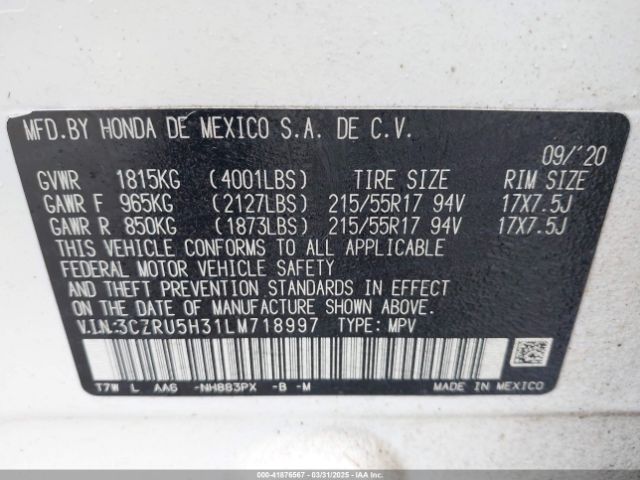 MFD.BY HONDA DE MEXICO S.A. DE C.V.
09/'20
GVWR 1815KG (4001LBS) TIRE SIZE RIM SIZE
GAWR F 965KG (2127LBS) 215/55R17 94V 17X7.5J
GAWR R 850KG (1873LBS) 215/55R17 94V 17X7.5J
THIS VEHICLE CONFORMS TO ALL APPLICABLE
FEDERAL MOTOR VEHICLE SAFETY
AND THEFT PREVENTION STANDARDS IN EFFECT
ON THE DATE OF MANUFACTURE SHOWN ABOVE.
V.I.N:3CZRU5H31LM718997 TYPE: MPV
T7W L AA6 -NH883PX -B -M MADE IN MEXICO
000-41876567 - 03/31/2025 - IAAI.COM